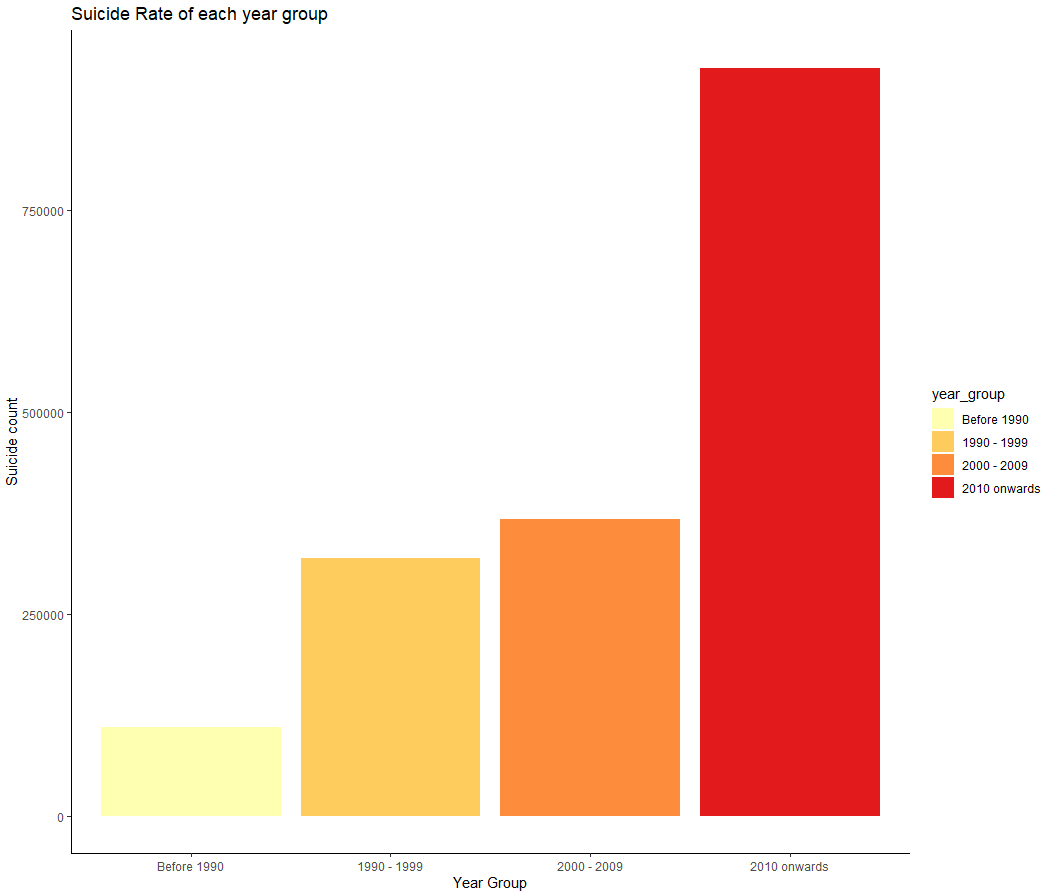 Suicide Rate of each year group
Suicide count
750000
500000
250000
0
Before 1990
1990 - 1999
2000 - 2009
2010 onwards
Year Group
year_group
Before 1990
1990 - 1999
2000 - 2009
2010 onwards